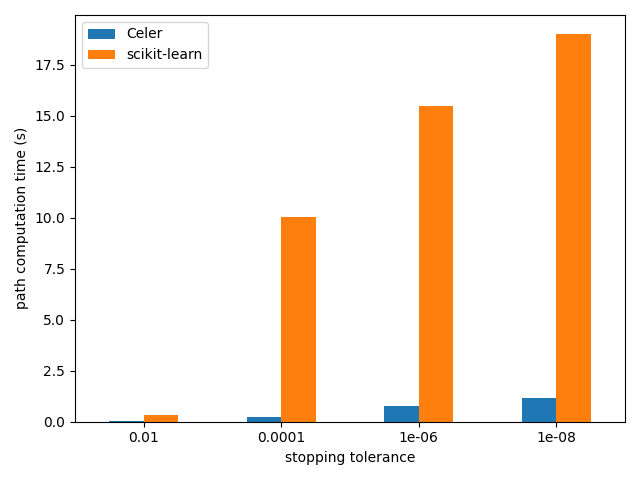 Celer
scikit-learn
path computation time (s)
17.5
15.0
12.5
10.0
7.5
5.0
2.5
0.0
0.01 0.0001 1e-06 1e-08
stopping tolerance